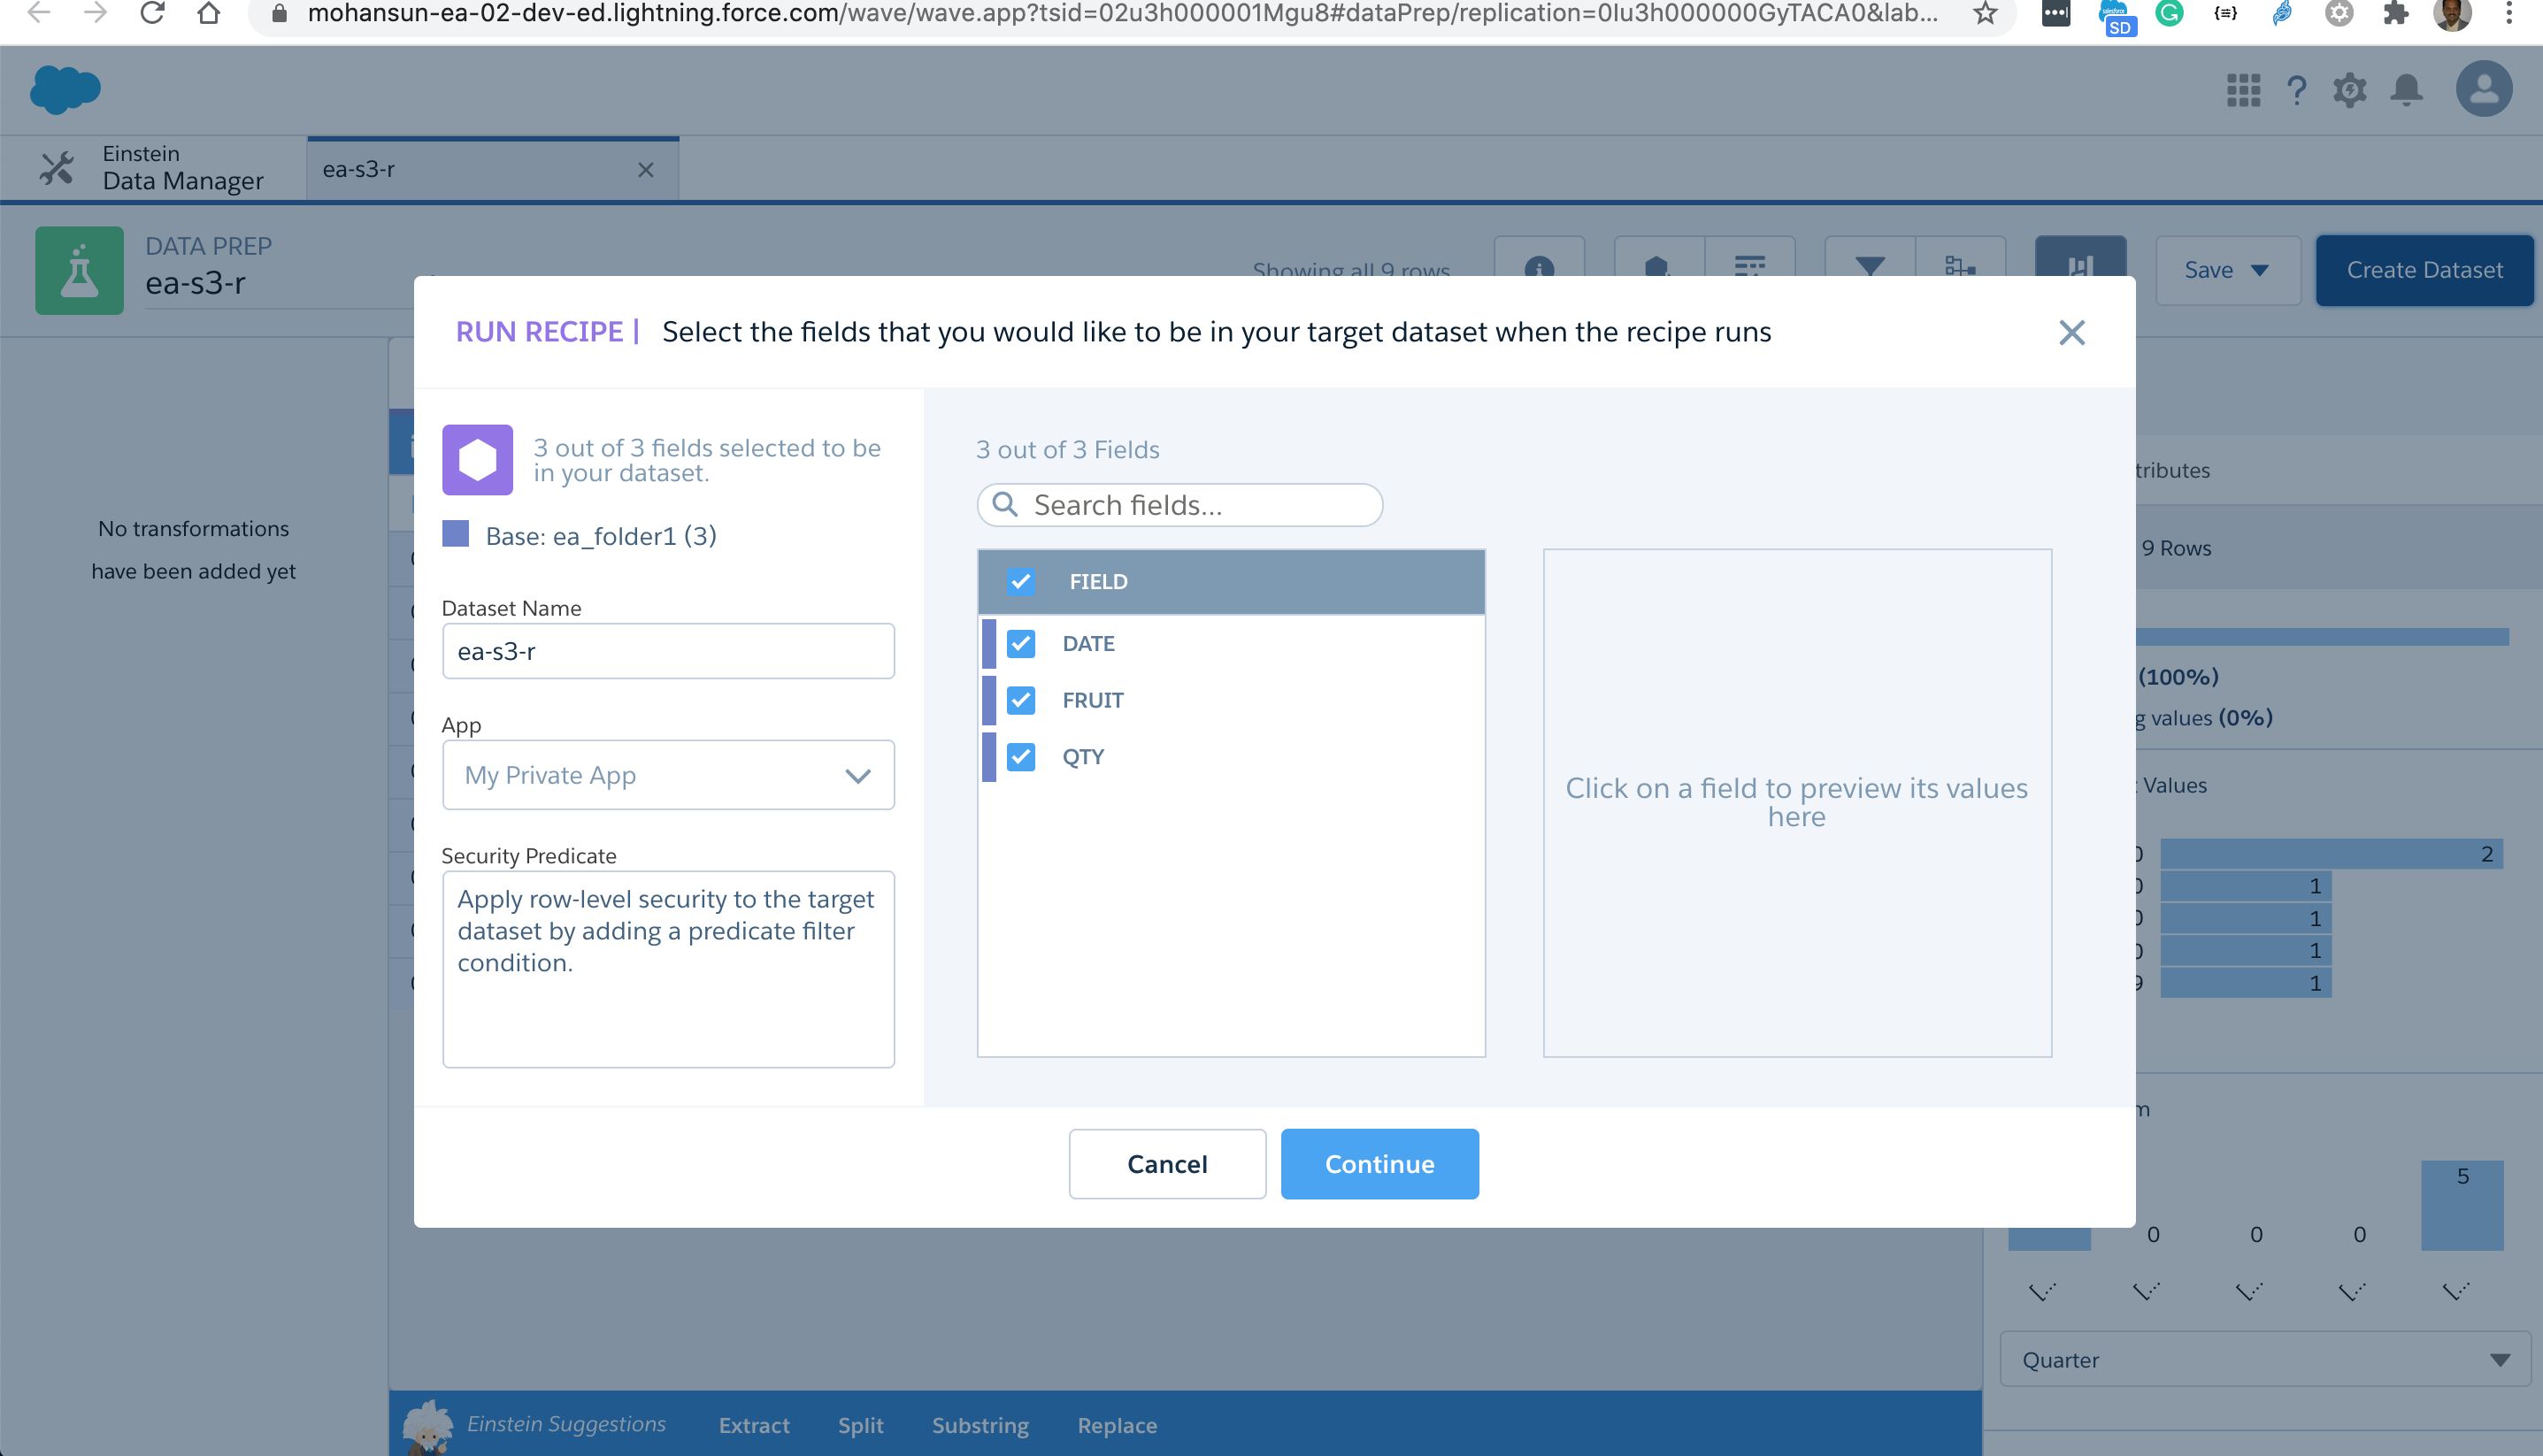 mohansun-ea-02-dev-ed.lightning.force.com/wave/wave.app?tsid=02u3h000001Mgu8#dataPrep/replication=0Iu3h000000GyTACA0&lab...
SD
Einstein
Data Manager
ea-s3-r
DATA PREP
ea-s3-r
Showing all 9 rows
Save
Create Dataset
RUN RECIPE | Select the fields that you would like to be in your target dataset when the recipe runs
3 out of 3 fields selected to be
in your dataset.
Base: ea_folder1 (3)
Dataset Name
ea-s3-r
App
My Private App
Security Predicate
Apply row-level security to the target
dataset by adding a predicate filter
condition.
3 out of 3 Fields
Search fields...
FIELD
DATE
FRUIT
QTY
Click on a field to preview its values
here
Cancel
Continue
No transformations
have been added yet
tributes
9 Rows
(100%)
g values (0%)
Values
2
1
1
1
1
5
0
0
0
Quarter
Einstein Suggestions
Extract
Split
Substring
Replace